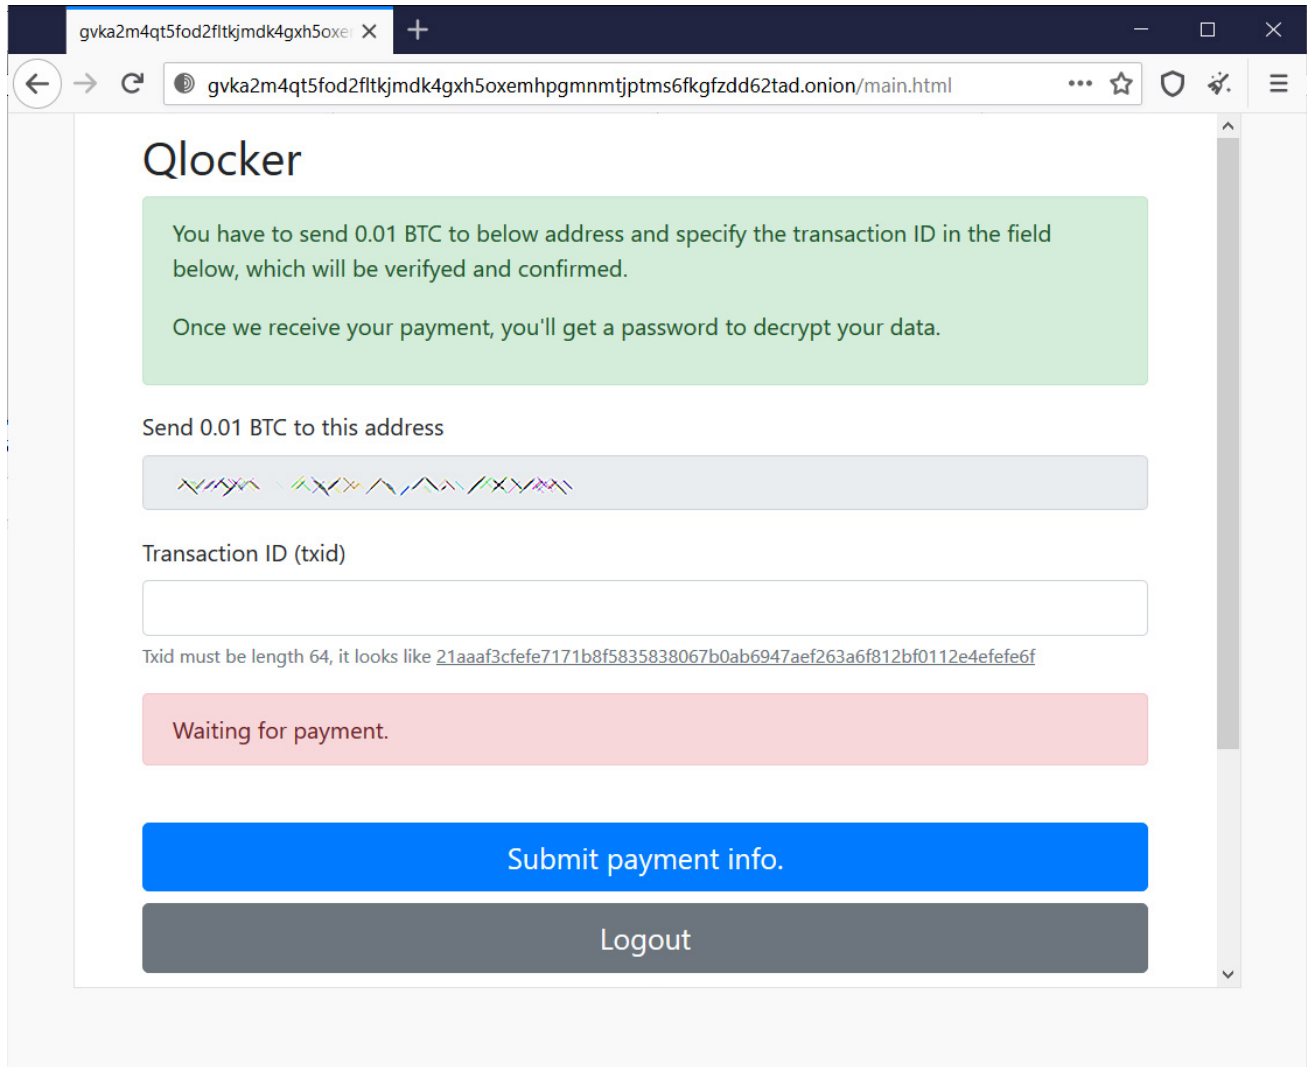 gvka2m4qt5fod2fltkjmdk4gxh5oxer
gvka2m4qt5fod2fltkjmdk4gxh5oxemhpgmnmtjptms6fkgfzdd62tad.onion/main.html
Qlocker
You have to send 0.01 BTC to below address and specify the transaction ID in the field
below, which will be verifyed and confirmed.
Once we receive your payment, you'll get a password to decrypt your data.
Send 0.01 BTC to this address
Transaction ID (txid)
Txid must be length 64, it looks like 21aaaf3cfefe7171b8f5835838067b0ab6947aef263a6f812bf0112e4efefe6f
Waiting for payment.
Submit payment info.
Logout